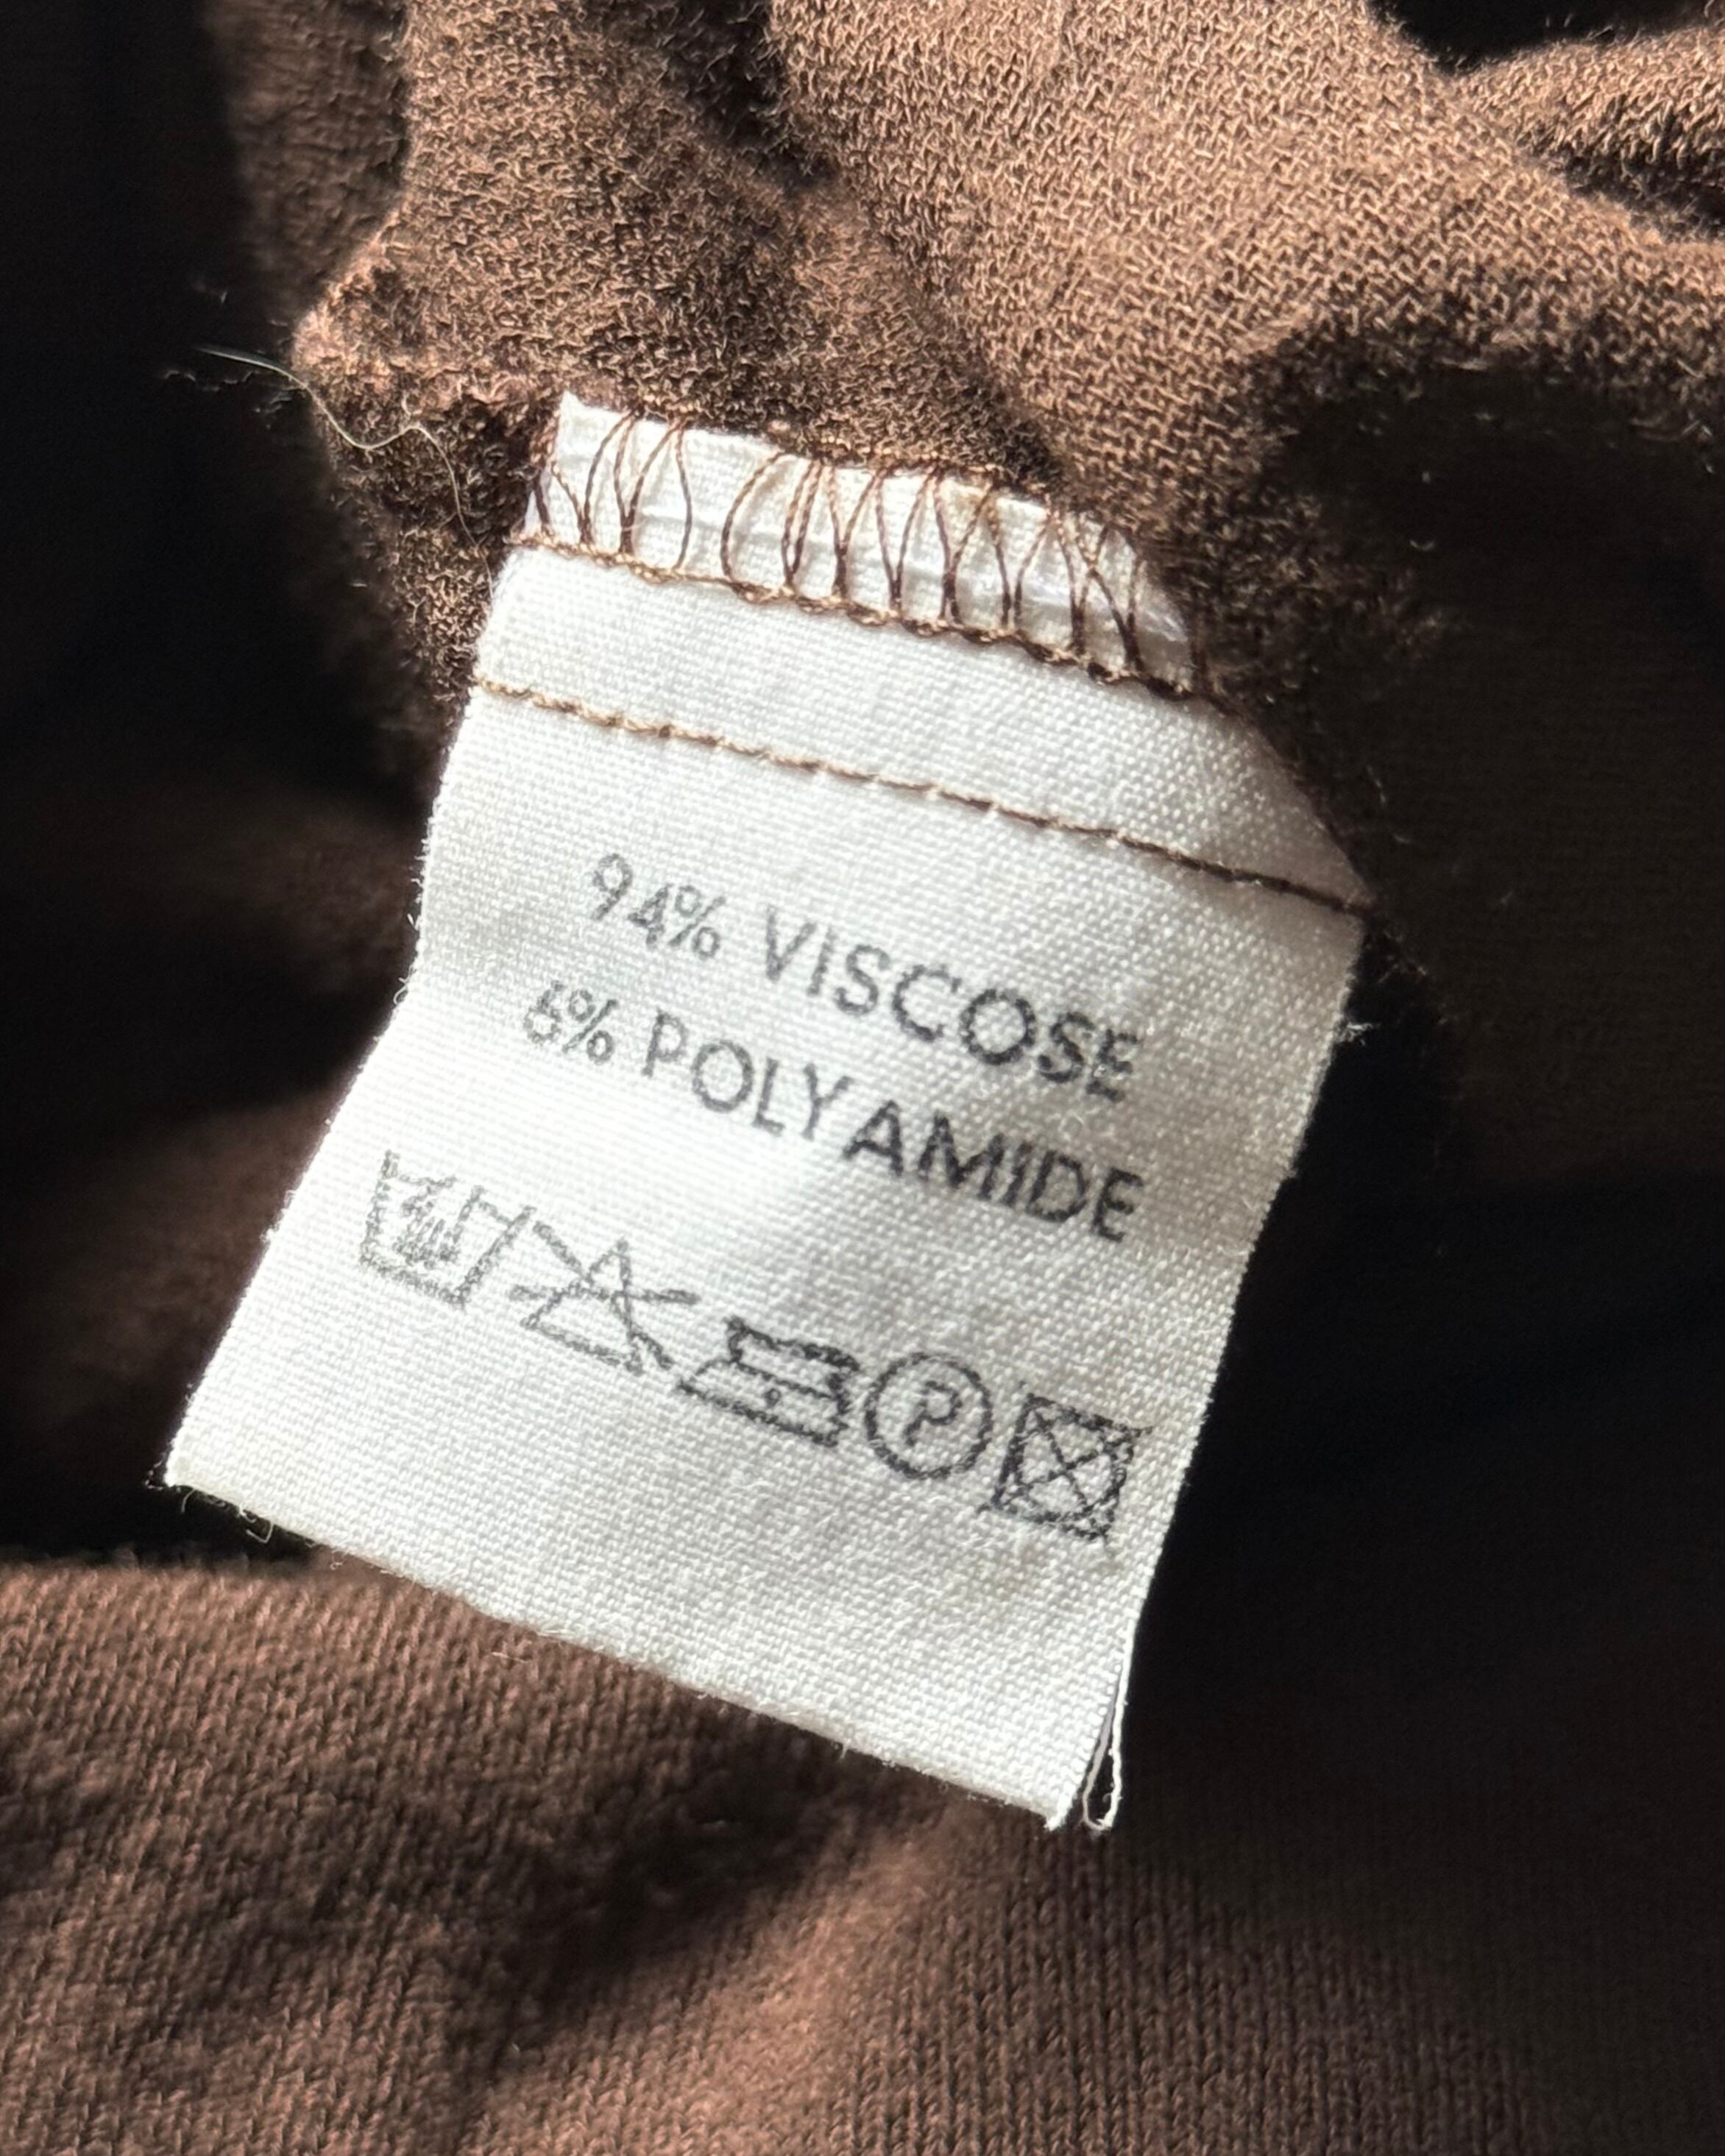 94% VISCOSE
6% POLYAMIDE
P